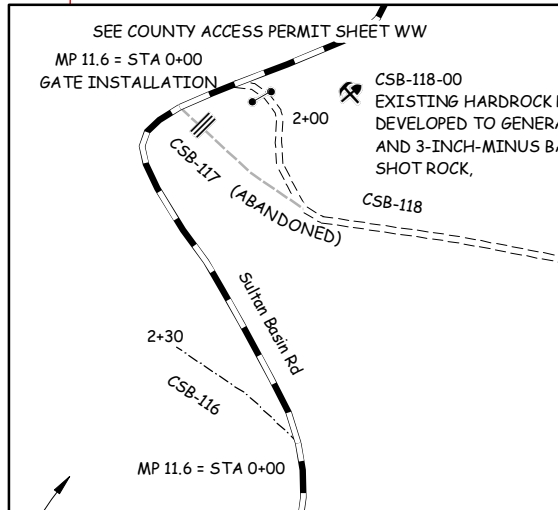 SEE COUNTY ACCESS PERMIT SHEET WW
MP 11.6 = STA 0+00
GATE INSTALLATION
CSB-118-00
EXISTING HARDROCK
DEVELOPED TO GENERA
AND 3-INCH-MINUS BA
SHOT ROCK,
2+00
CSB-117
(ABANDONED)
CSB-118
Sultan Basin Rd
2+30
CSB-116
MP 11.6 = STA 0+00